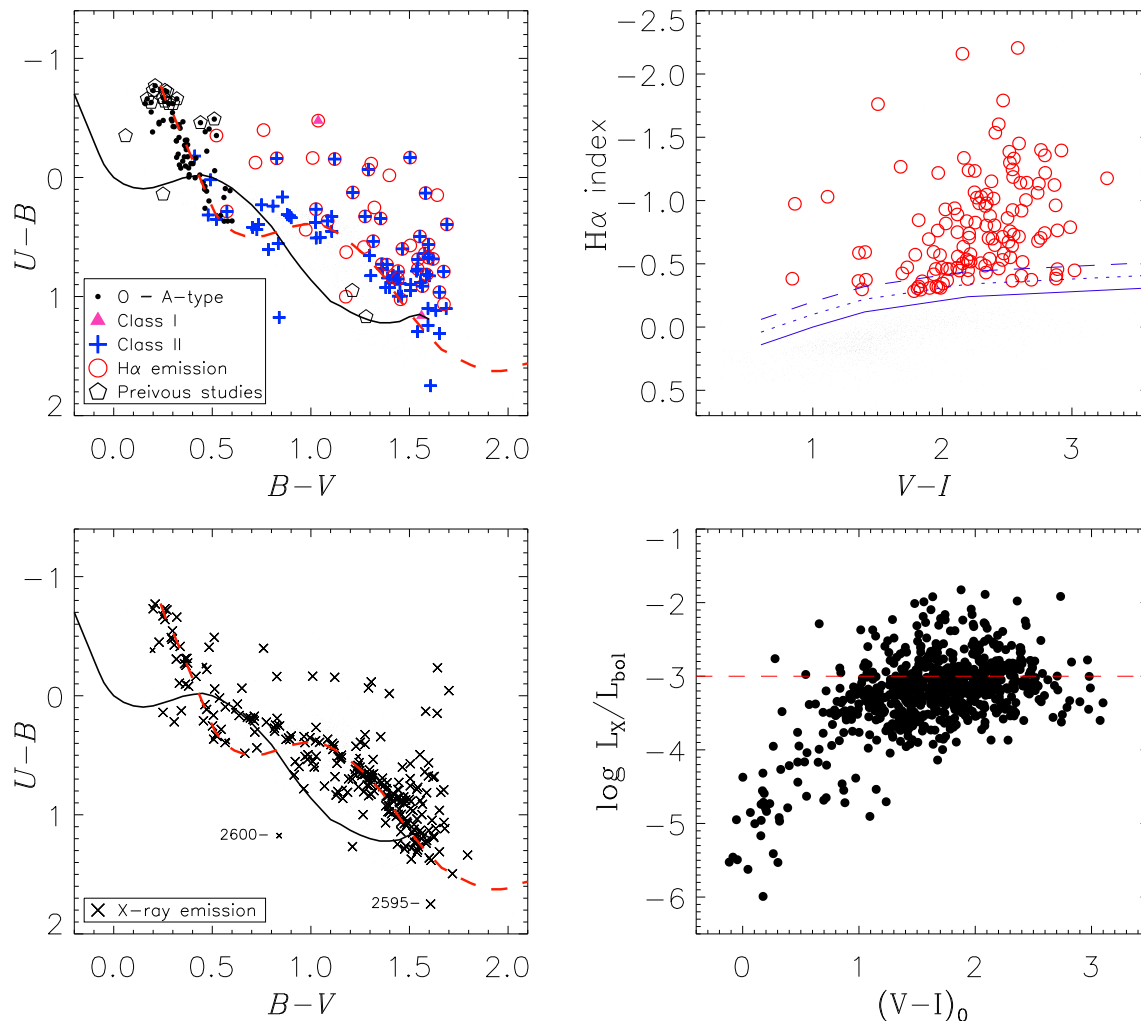 −1
0
1
2
U−B
0.0 0.5 1.0 1.5 2.0
B−V
O − A-type
Class I
Class II
Hα emission
Preivous studies
−2.5
−2.0
−1.5
−1.0
−0.5
0.0
0.5
Hα index
1 2 3
V−I
−1
0
1
2
U−B
2600−
2595−
X-ray emission
0.0 0.5 1.0 1.5 2.0
B−V
−1
−2
−3
−4
−5
−6
log L_X/L_bol
0 1 2 3
(V−I)_0